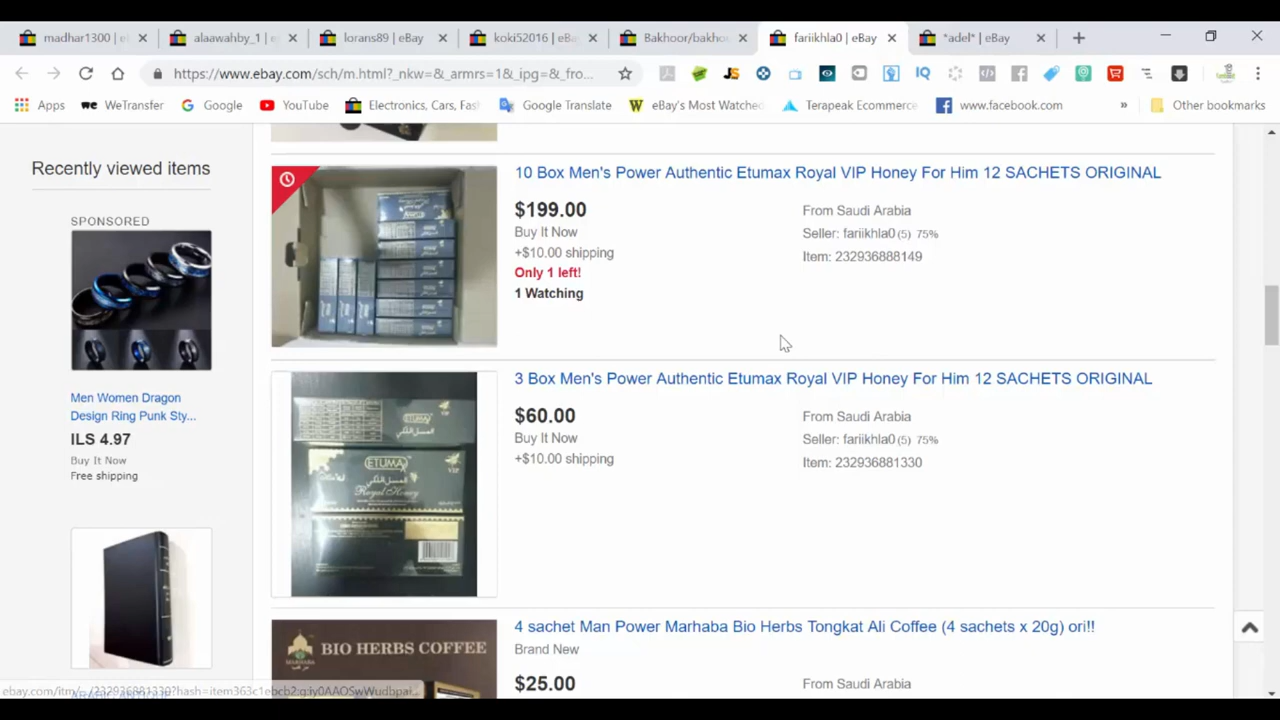 madhar1300 | e
alaawahby_1 | e
lorans89 | eBay
koki52016 | eBa
Bakhoor/bakho
fariikhla0 | eBay
*adel* | eBay
https://www.ebay.com/sch/m.html?_nkw=&_armrs=1&_ipg=&_fro...
JS
IQ
Apps
WeTransfer
Google
YouTube
Electronics, Cars, Fas
Google Translate
eBay's Most Watched
Terapeak Ecommerce
www.facebook.com
»
Other bookmarks
Recently viewed items
SPONSORED
Men Women Dragon
Design Ring Punk Sty...
ILS 4.97
Buy It Now
Free shipping
10 Box Men's Power Authentic Etumax Royal VIP Honey For Him 12 SACHETS ORIGINAL
$199.00
Buy It Now
+$10.00 shipping
Only 1 left!
1 Watching
From Saudi Arabia
Seller: fariikhla0 (5) 75%
Item: 232936888149
ETUMAX
العسل الملكي
VIP
Royal Honey
3 Box Men's Power Authentic Etumax Royal VIP Honey For Him 12 SACHETS ORIGINAL
$60.00
Buy It Now
+$10.00 shipping
From Saudi Arabia
Seller: fariikhla0 (5) 75%
Item: 232936881330
BIO HERBS COFFEE
4 sachet Man Power Marhaba Bio Herbs Tongkat Ali Coffee (4 sachets x 20g) ori!!
Brand New
$25.00
From Saudi Arabia